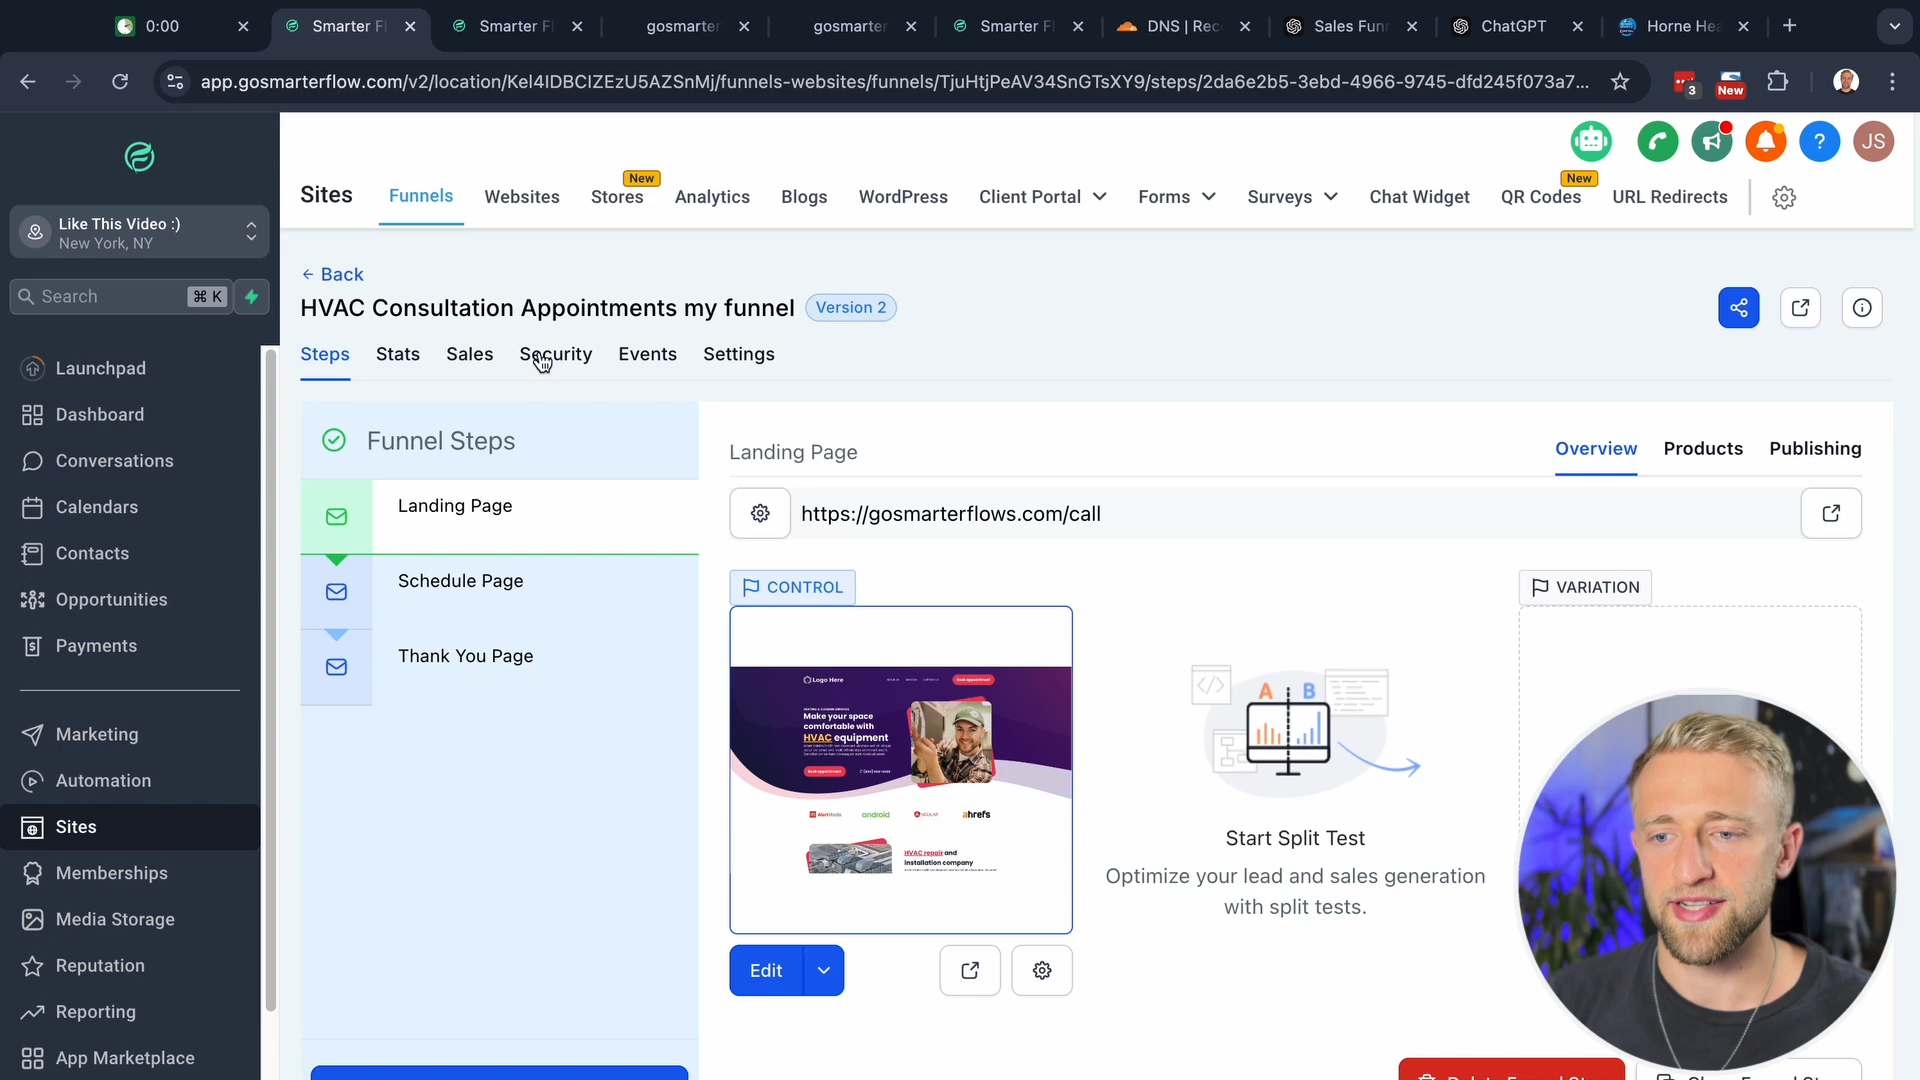 0:00
Smarter Fl
Smarter Fl
gosmarter
gosmarter
Smarter Fl
DNS | Rec
Sales Funn
ChatGPT
Horne Hea
app.gosmarterflow.com/v2/location/Kel4IDBCIZEzU5AZSnMj/funnels-websites/funnels/TjuHtjPeAV34SnGTsXY9/steps/2da6e2b5-3ebd-4966-9745-dfd245f073a7...
3
New
JS
Like This Video :)
New York, NY
Search
⌘ K
Launchpad
Dashboard
Conversations
Calendars
Contacts
Opportunities
Payments
Marketing
Automation
Sites
Memberships
Media Storage
Reputation
Reporting
App Marketplace
New
New
Sites
Funnels
Websites
Stores
Analytics
Blogs
WordPress
Client Portal
Forms
Surveys
Chat Widget
QR Codes
URL Redirects
← Back
HVAC Consultation Appointments my funnel
Version 2
Steps
Stats
Sales
Security
Events
Settings
Funnel Steps
Landing Page
Schedule Page
Thank You Page
Landing Page
Overview
Products
Publishing
https://gosmarterflows.com/call
CONTROL
VARIATION
Logo Here
Book appointment
HEATING & COOLING SERVICES
Make your space
comfortable with
HVAC equipment
Book appointment
AlertMedia
android
ahrefs
HVAC repair and
installation company
A
B
Start Split Test
Optimize your lead and sales generation
with split tests.
Edit